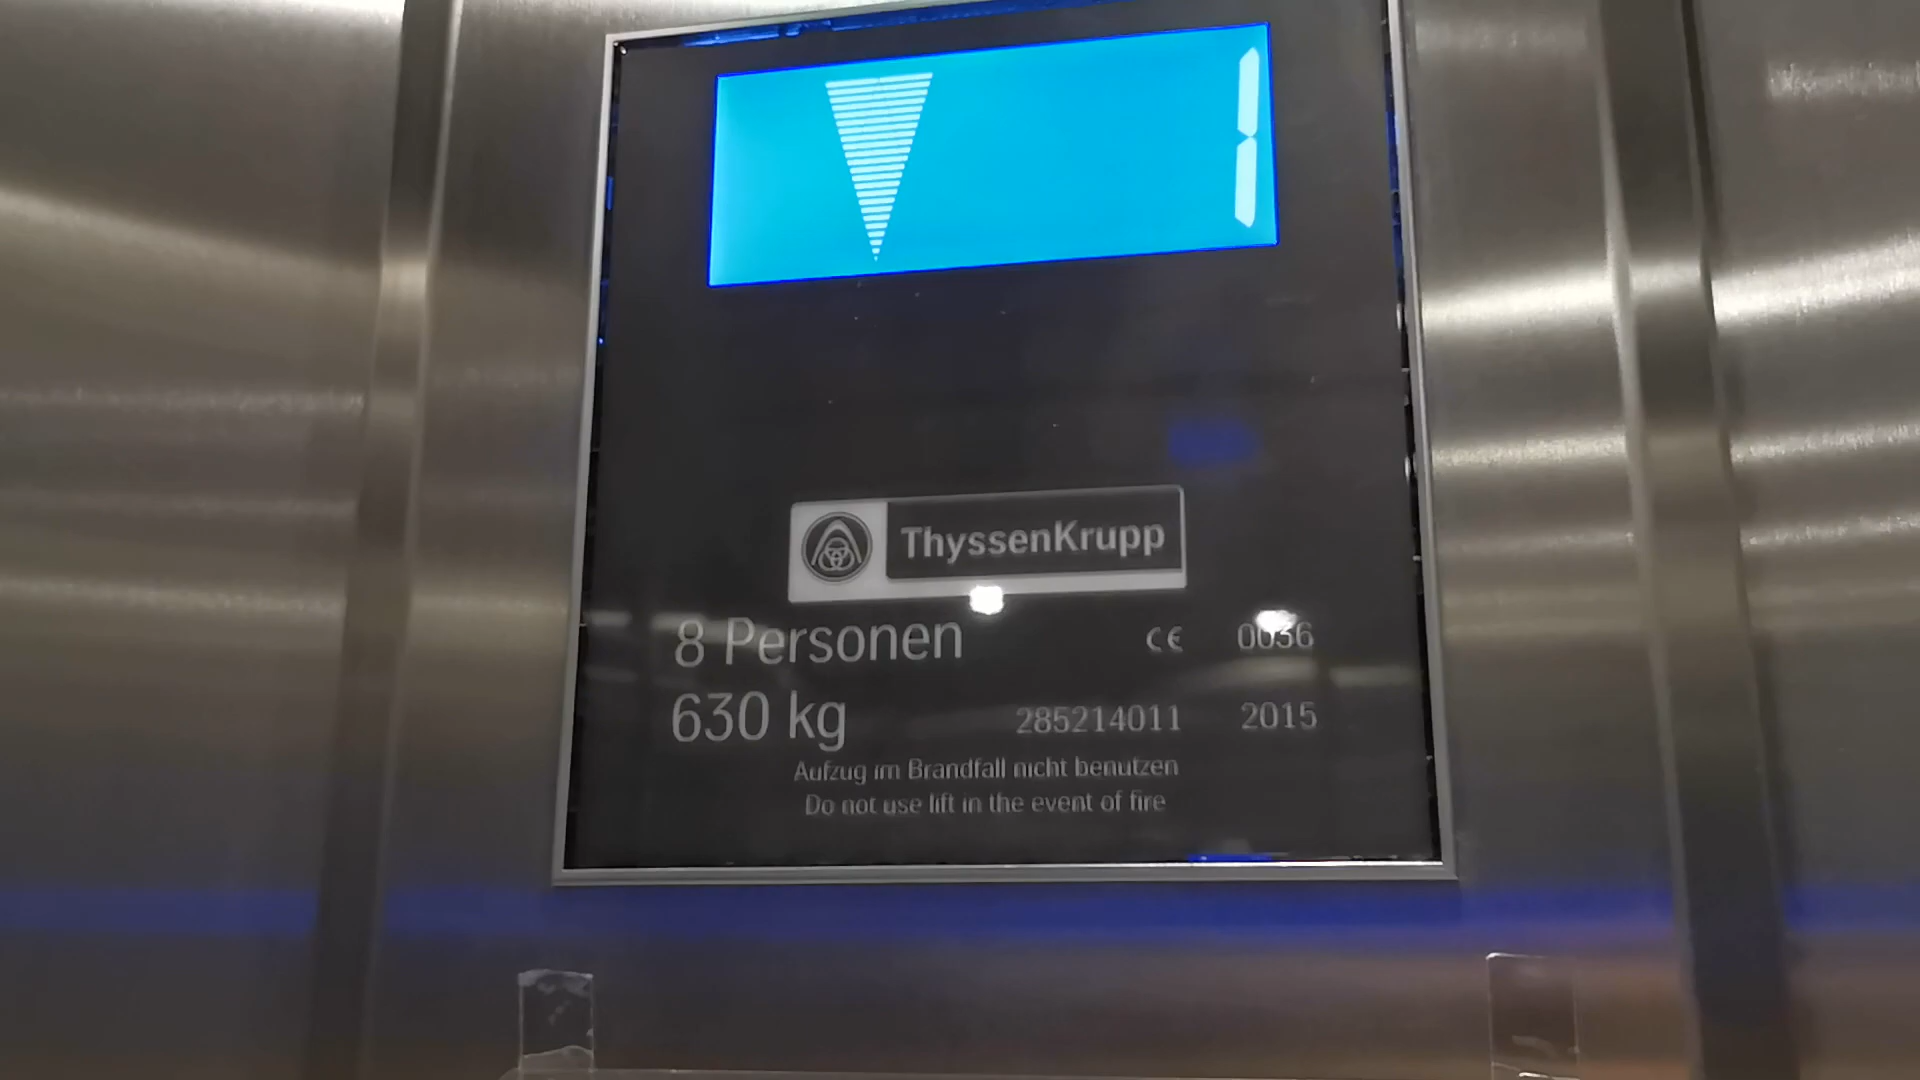 1
ThyssenKrupp
8 Personen CE 0036
630 kg 285214011 2015
Aufzug im Brandfall nicht benutzen
Do not use lift in the event of fire